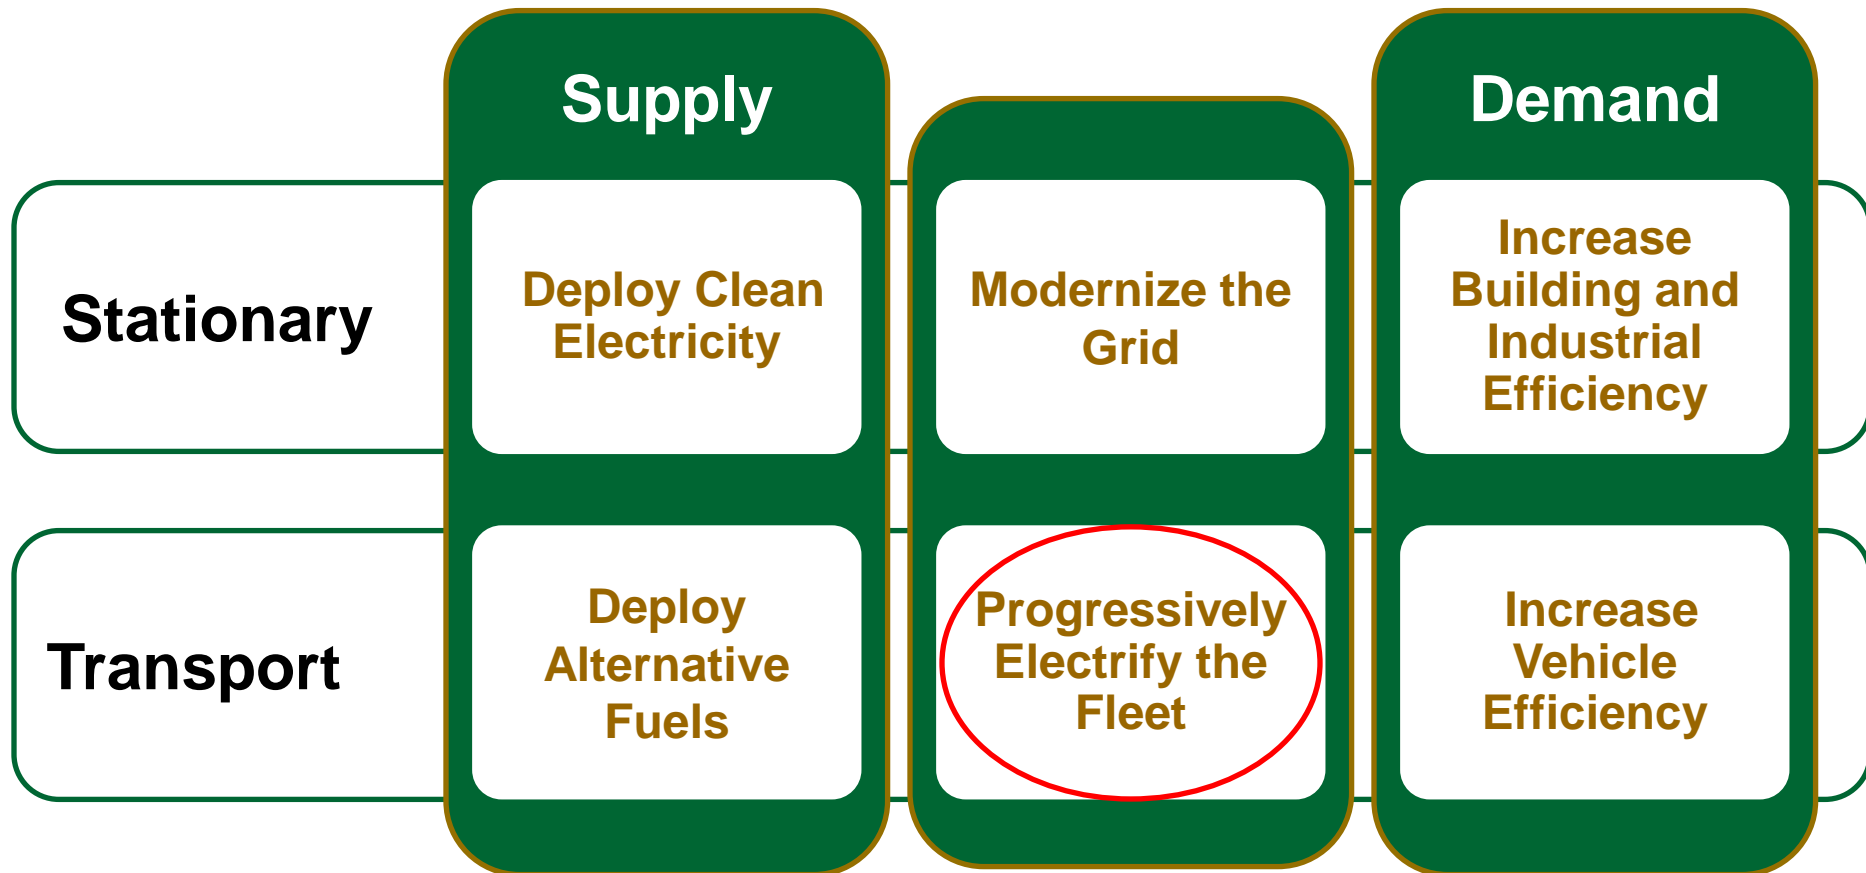 Supply
Demand
Stationary
Deploy Clean
Electricity
Modernize the
Grid
Increase
Building and
Industrial
Efficiency
Transport
Deploy
Alternative
Fuels
Progressively
Electrify the
Fleet
Increase
Vehicle
Efficiency